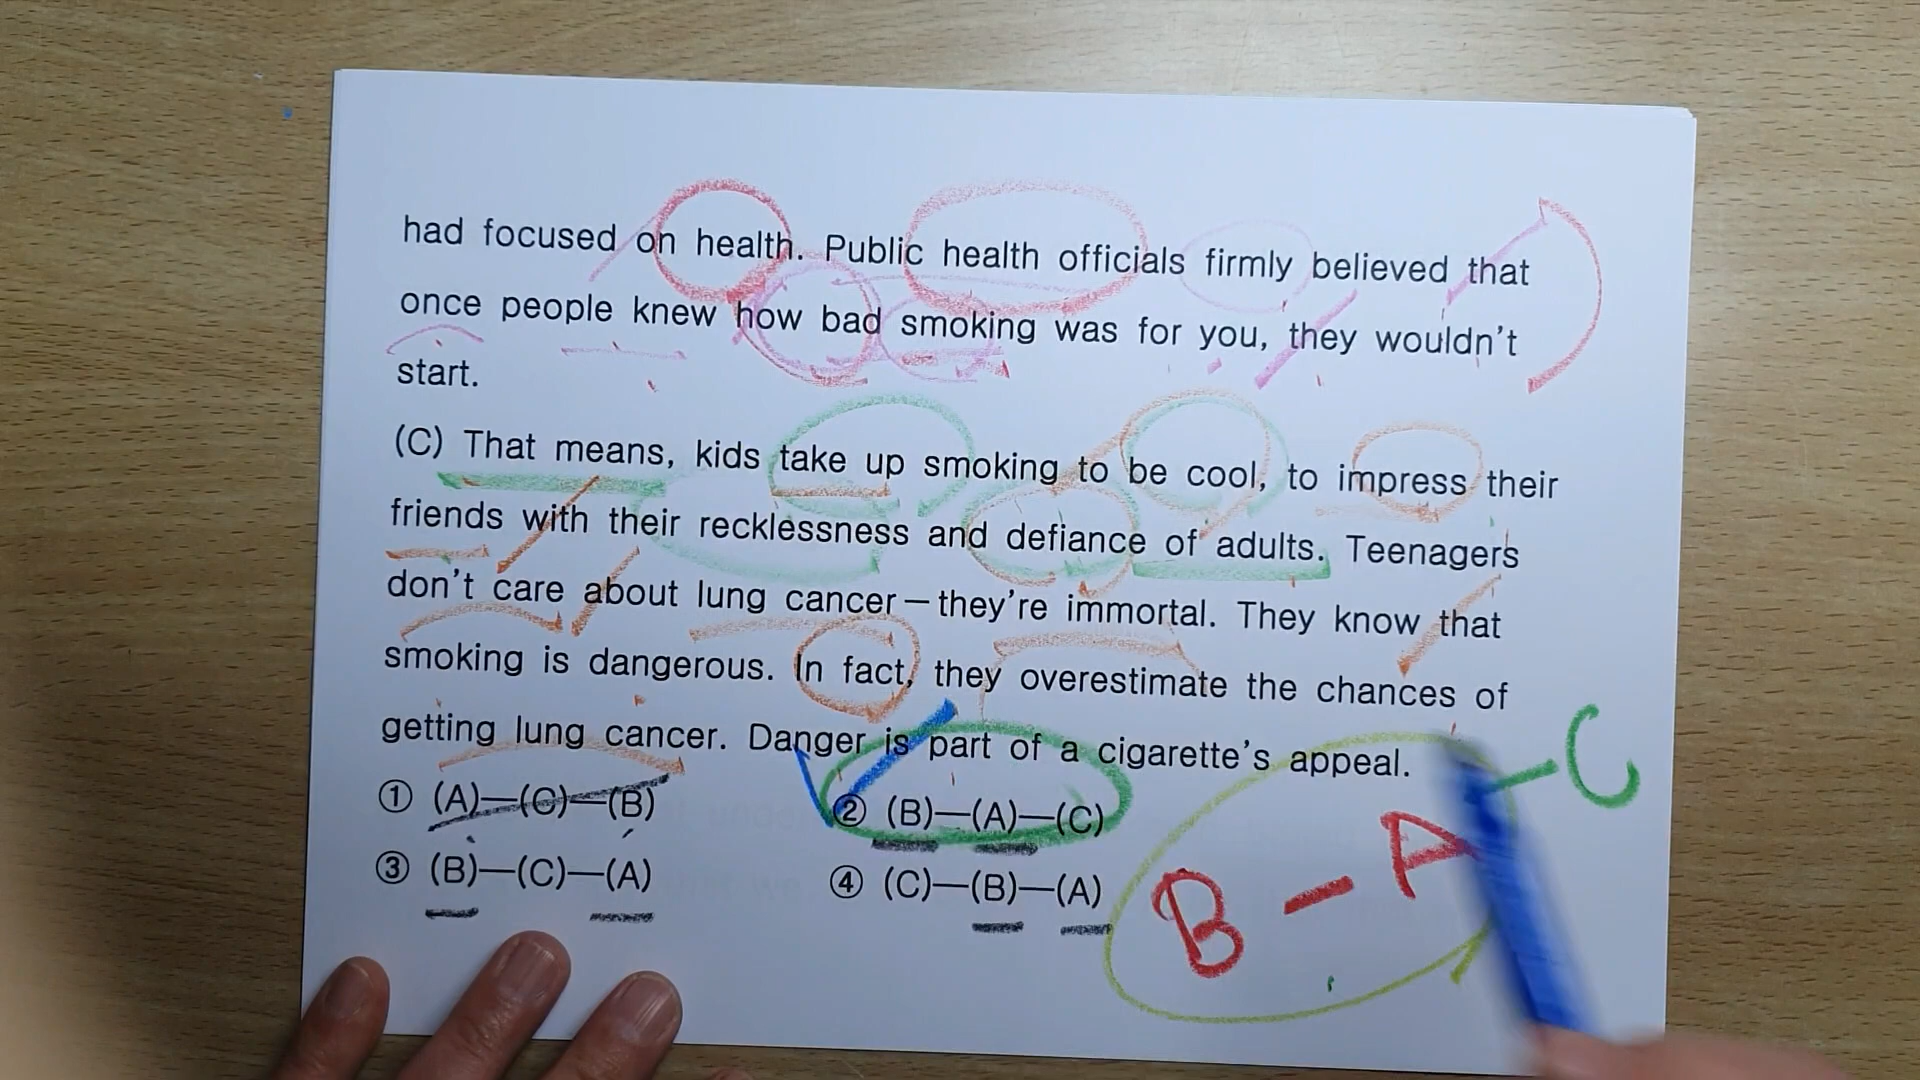 had focused on health. Public health officials firmly believed that
once people knew how bad smoking was for you, they wouldn't
start.
(C) That means, kids take up smoking to be cool, to impress their
friends with their recklessness and defiance of adults. Teenagers
don't care about lung cancer – they're immortal. They know that
smoking is dangerous. In fact, they overestimate the chances of
getting lung cancer. Danger is part of a cigarette's appeal.
① (A)―(C)―(B) ② (B)―(A)―(C)
③ (B)―(C)―(A) ④ (C)―(B)―(A)
B - A - C